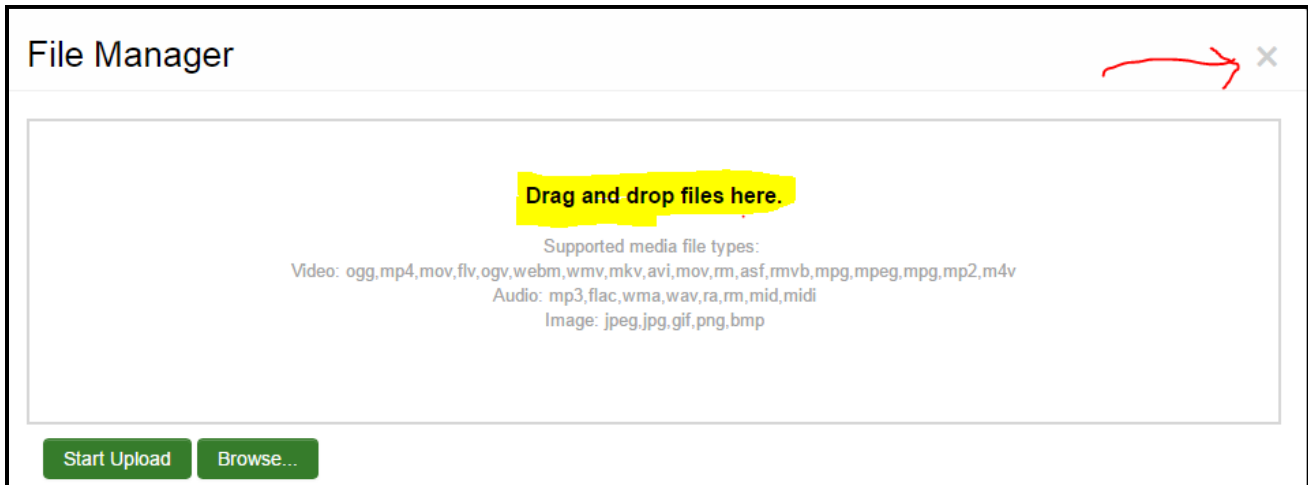 File Manager
Drag and drop files here.
Supported media file types:
Video: ogg,mp4,mov,flv,ogv,webm,wmv,mkv,avi,mov,rm,asf,rmvb,mpg,mpeg,mpg,mp2,m4v
Audio: mp3,flac,wma,wav,ra,rm,mid,midi
Image: jpeg,jpg,gif,png,bmp
Start Upload
Browse...